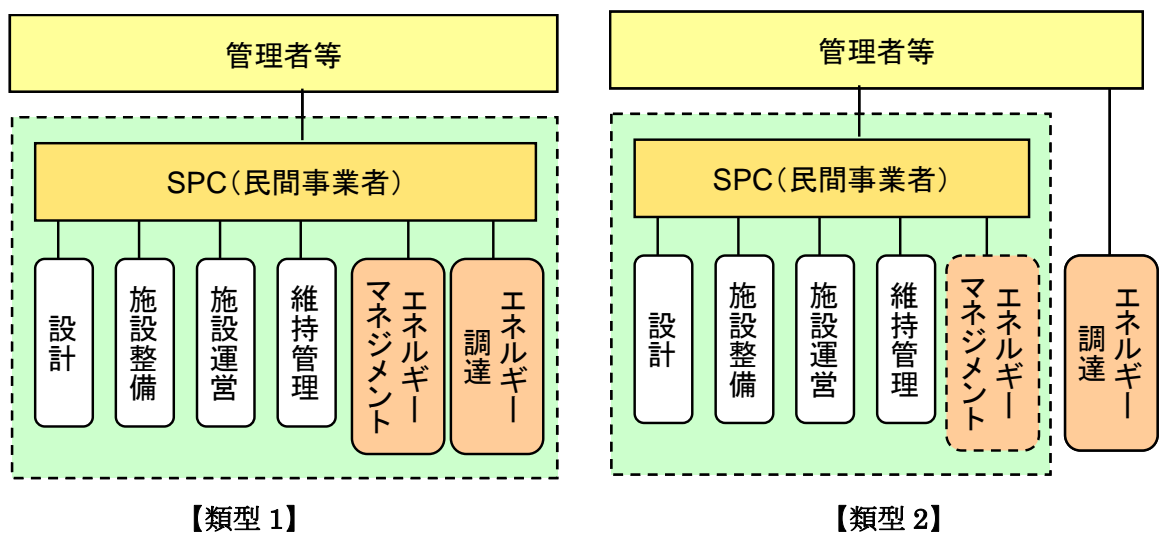 管理者等
SPC（民間事業者）
設計
施設整備
施設運営
維持管理
エネルギー
マネジメント
エネルギー
調達
【類型 1】
管理者等
SPC（民間事業者）
設計
施設整備
施設運営
維持管理
エネルギー
マネジメント
エネルギー
調達
【類型 2】